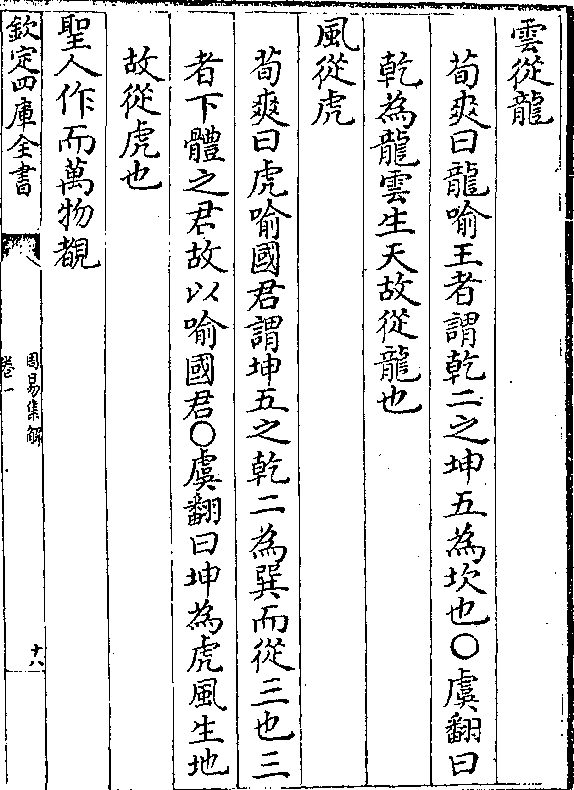 雲從龍
荀爽曰龍喻王者謂乾二之坤五為坎也○虞翻曰
乾為龍雲生天故從龍也
風從虎
荀爽曰虎喻國君謂坤五之乾二為巽而從三也三
者下體之君故以喻國君○虞翻曰坤為虎風生地
故從虎也
聖人作而萬物覩
欽定四庫全書
周易集解
卷一
十八